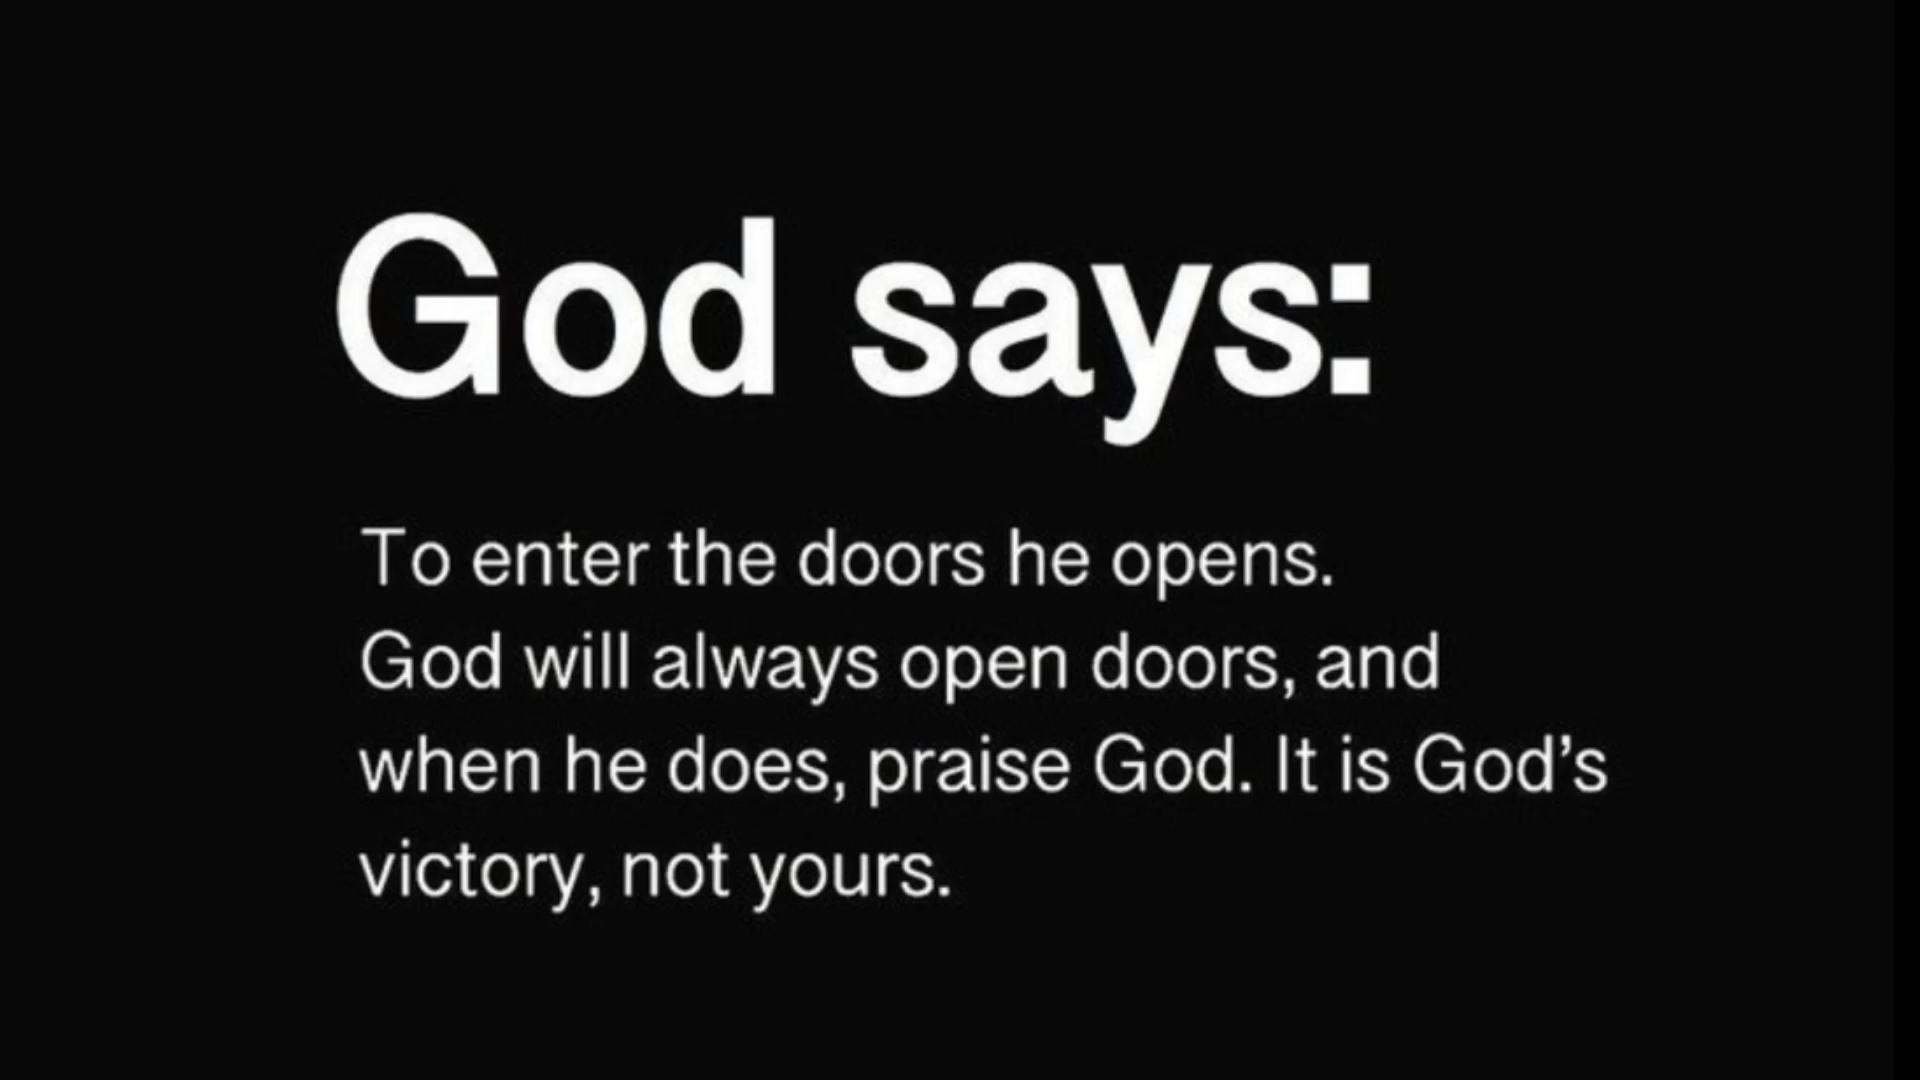 God says:
To enter the doors he opens.
God will always open doors, and
when he does, praise God. It is God’s
victory, not yours.